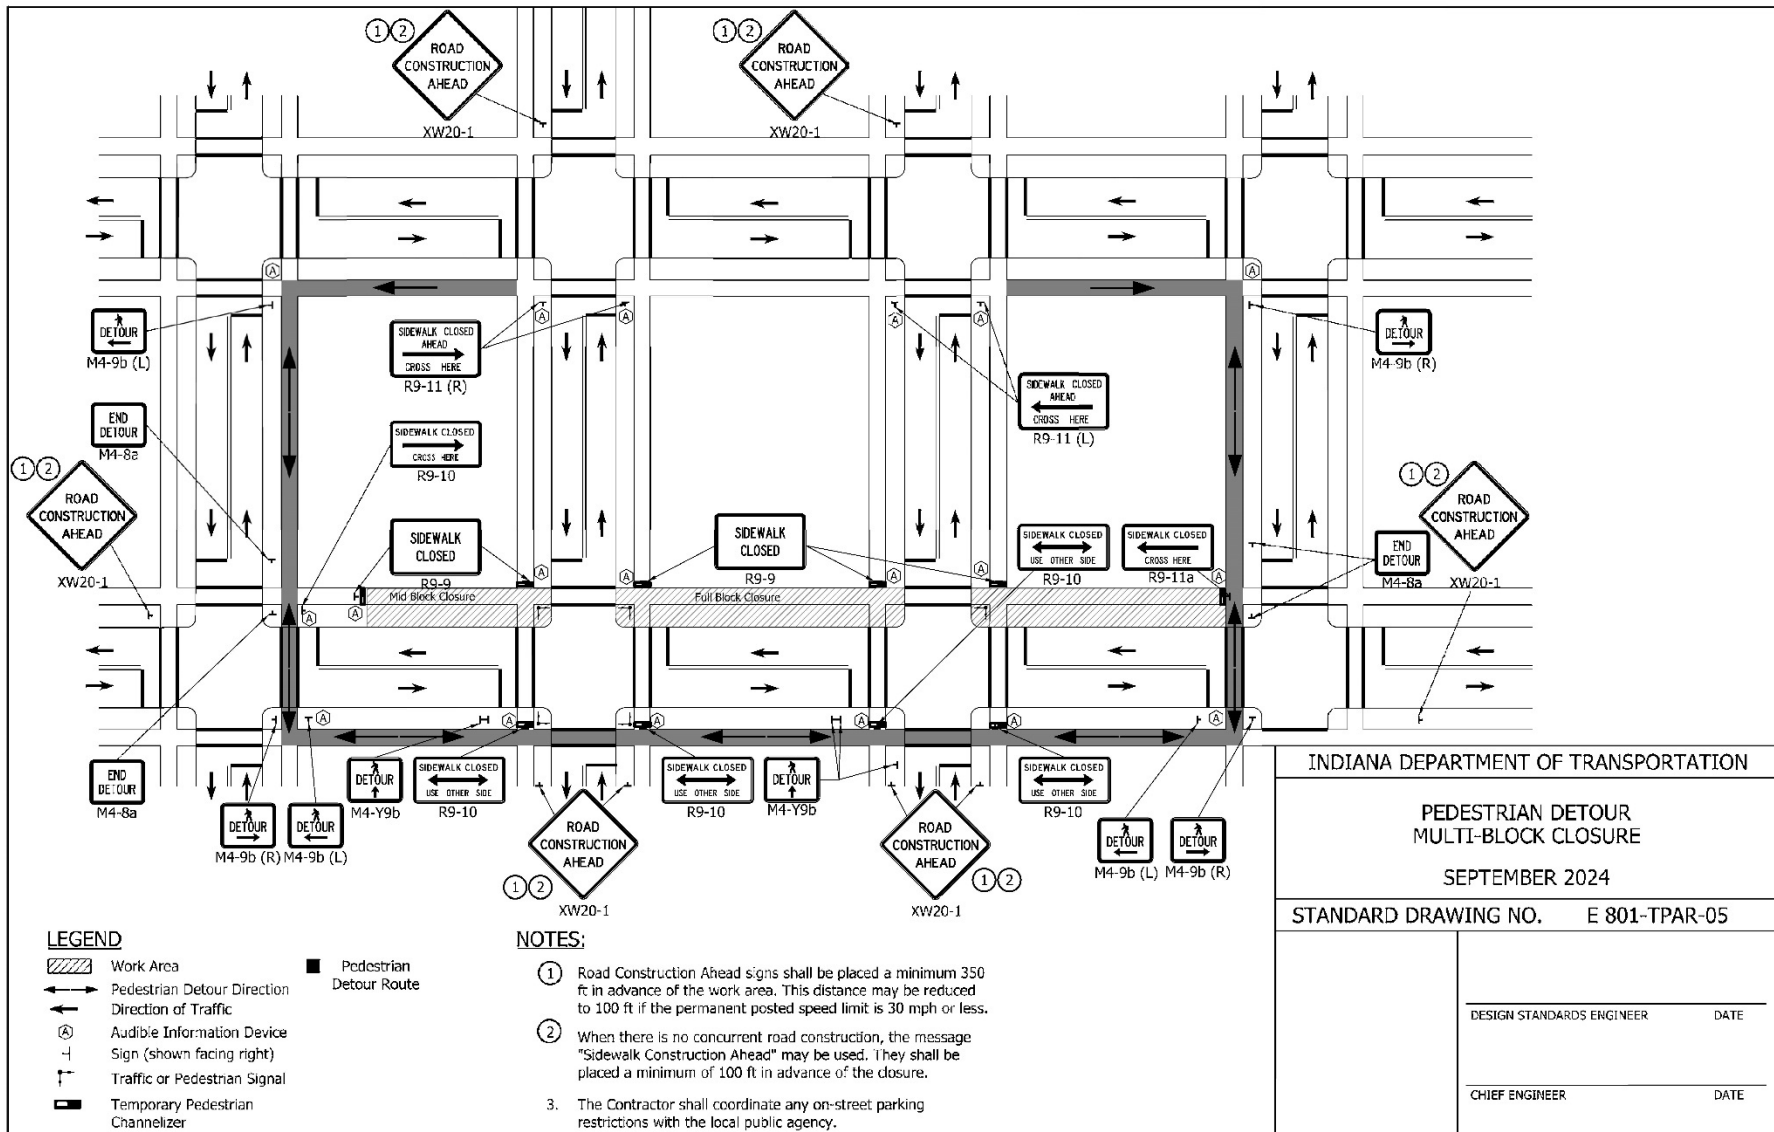 1 2
ROAD
CONSTRUCTION
AHEAD
XW20-1
1 2
ROAD
CONSTRUCTION
AHEAD
XW20-1
A
A
DETOUR
M4-9b (L)
SIDEWALK CLOSED
AHEAD
CROSS HERE
R9-11 (R)
A
A
A
A
DETOUR
M4-9b (R)
SIDEWALK CLOSED
AHEAD
CROSS HERE
R9-11 (L)
END
DETOUR
M4-8a
SIDEWALK CLOSED
CROSS HERE
R9-10
1 2
ROAD
CONSTRUCTION
AHEAD
XW20-1
1 2
ROAD
CONSTRUCTION
AHEAD
XW20-1
SIDEWALK
CLOSED
R9-9
SIDEWALK
CLOSED
R9-9
SIDEWALK CLOSED
USE OTHER SIDE
R9-10
SIDEWALK CLOSED
CROSS HERE
R9-11a
END
DETOUR
M4-8a
A
A
A
A
A
Mid Block Closure
Full Block Closure
A
A
A
A
A
A
A
A
A
END
DETOUR
M4-8a
DETOUR
M4-9b (R)
DETOUR
M4-9b (L)
DETOUR
M4-Y9b
SIDEWALK CLOSED
USE OTHER SIDE
R9-10
SIDEWALK CLOSED
USE OTHER SIDE
R9-10
DETOUR
M4-Y9b
SIDEWALK CLOSED
USE OTHER SIDE
R9-10
DETOUR
M4-9b (L)
DETOUR
M4-9b (R)
ROAD
CONSTRUCTION
AHEAD
1 2
XW20-1
ROAD
CONSTRUCTION
AHEAD
1 2
XW20-1
INDIANA DEPARTMENT OF TRANSPORTATION
PEDESTRIAN DETOUR
MULTI-BLOCK CLOSURE
SEPTEMBER 2024
STANDARD DRAWING NO. E 801-TPAR-05
DESIGN STANDARDS ENGINEER DATE
CHIEF ENGINEER DATE
LEGEND
Work Area
Pedestrian Detour Direction
Direction of Traffic
A Audible Information Device
Sign (shown facing right)
Traffic or Pedestrian Signal
Temporary Pedestrian
Channelizer
Pedestrian
Detour Route
NOTES:
1 Road Construction Ahead signs shall be placed a minimum 350
ft in advance of the work area. This distance may be reduced
to 100 ft if the permanent posted speed limit is 30 mph or less.
2 When there is no concurrent road construction, the message
"Sidewalk Construction Ahead" may be used. They shall be
placed a minimum of 100 ft in advance of the closure.
3. The Contractor shall coordinate any on-street parking
restrictions with the local public agency.